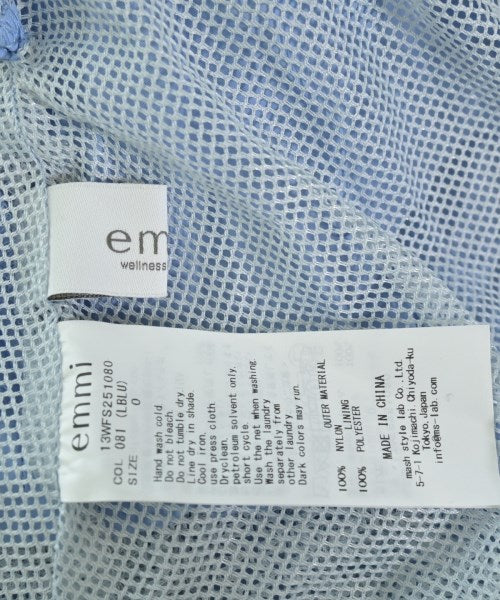 emm
wellness
emmi
13WFS251080
COL 081 (LBLU)
SIZE 0
Hand wash cold
Do not bleach.
Do not tumble dry.
Line dry in shade.
Cool iron.
use press cloth.
Dryclean,
petroleum solvent only.
short cycle.
Use the net when washing.
Wash the laundry
separately from
other laundry
Dark colors may run.
OUTER MATERIAL
100% NYLON
LINING
100% POLYESTER
MADE IN CHINA
mash style lab Co.,Ltd.
5-7-1 Kojimachi Chiyoda-ku
Tokyo.Japan
info@ms-lab.com